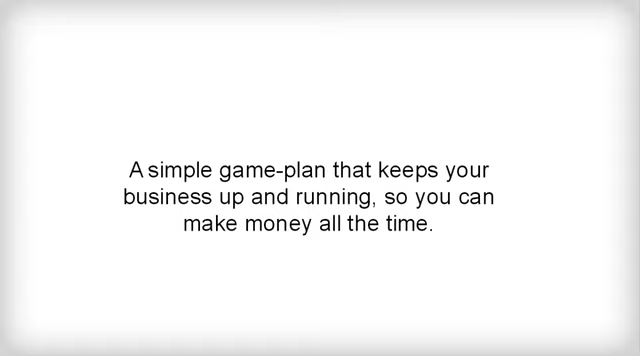 A simple game-plan that keeps your
business up and running, so you can
make money all the time.